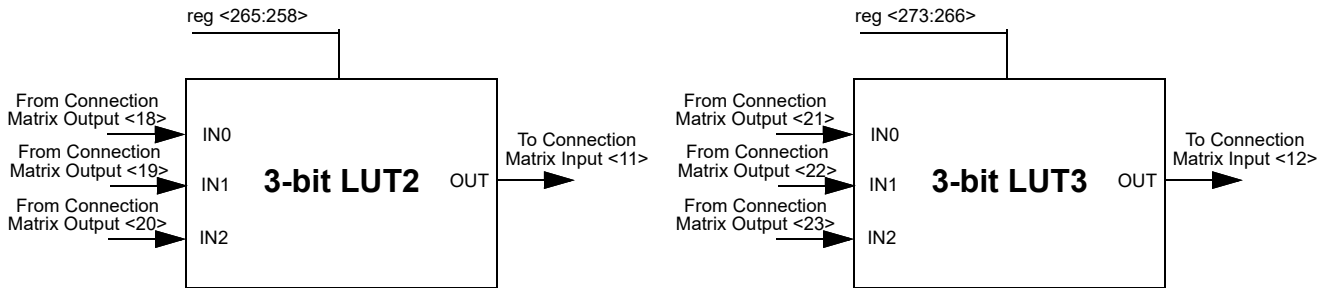 reg <265:258>
From Connection
Matrix Output <18>
IN0
From Connection
Matrix Output <19>
IN1
From Connection
Matrix Output <20>
IN2
3-bit LUT2
OUT
To Connection
Matrix Input <11>
reg <273:266>
From Connection
Matrix Output <21>
IN0
From Connection
Matrix Output <22>
IN1
From Connection
Matrix Output <23>
IN2
3-bit LUT3
OUT
To Connection
Matrix Input <12>